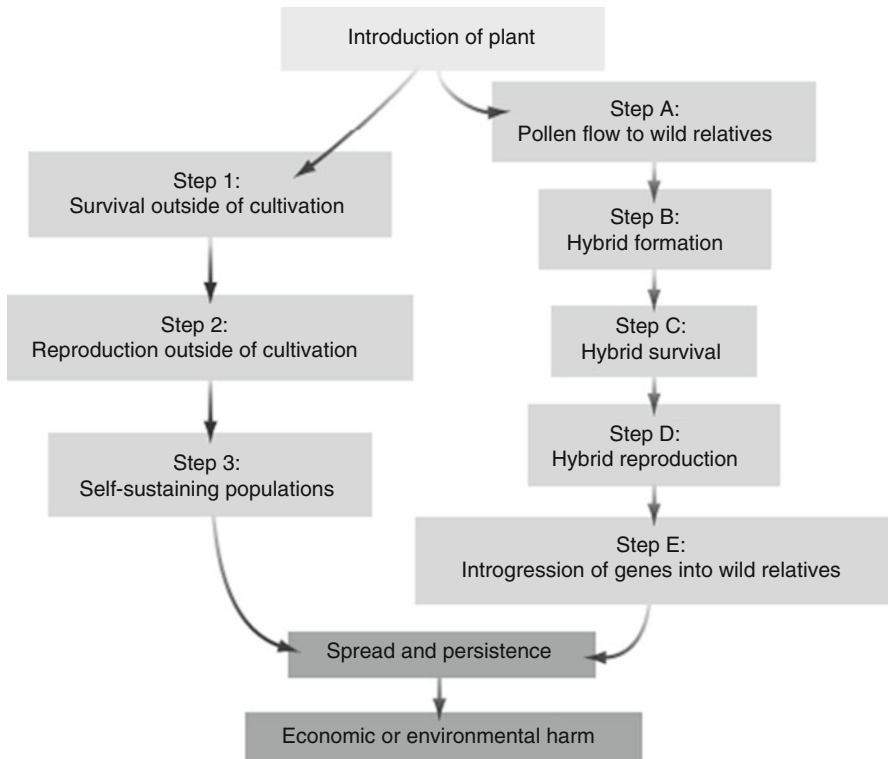 Introduction of plant
Step 1:
Survival outside of cultivation
Step 2:
Reproduction outside of cultivation
Step 3:
Self-sustaining populations
Step A:
Pollen flow to wild relatives
Step B:
Hybrid formation
Step C:
Hybrid survival
Step D:
Hybrid reproduction
Step E:
Introgression of genes into wild relatives
Spread and persistence
Economic or environmental harm